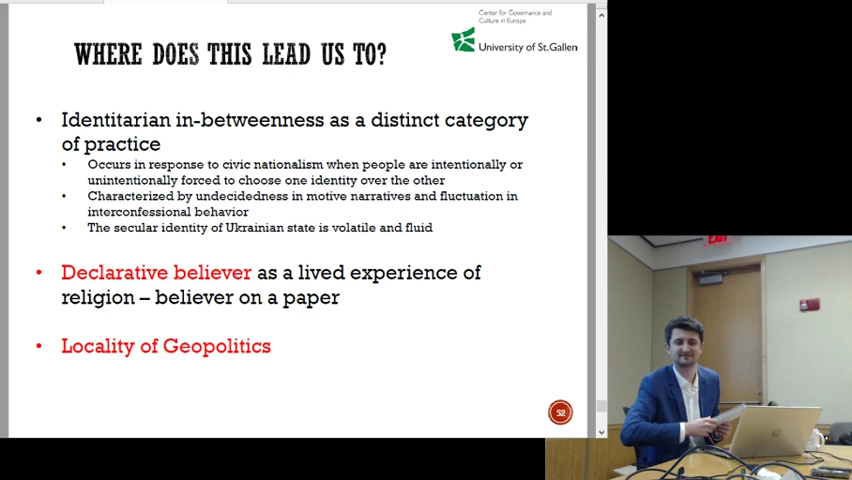 Center for Governance and
Culture in Europe
University of St.Gallen
WHERE DOES THIS LEAD US TO?
• Identitarian in-betweenness as a distinct category
of practice
• Occurs in response to civic nationalism when people are intentionally or
unintentionally forced to choose one identity over the other
• Characterized by undecidedness in motive narratives and fluctuation in
interconfessional behavior
• The secular identity of Ukrainian state is volatile and fluid
• Declarative believer as a lived experience of
religion – believer on a paper
• Locality of Geopolitics
52
EXIT